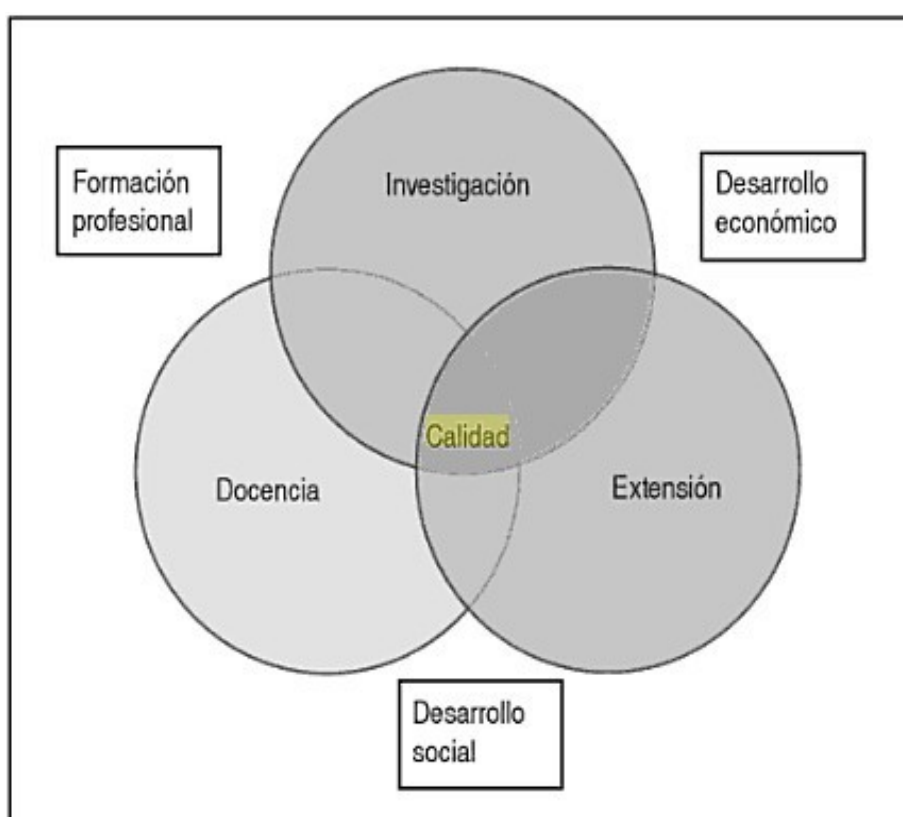 Formación
profesional
Investigación
Desarrollo
económico
Calidad
Docencia
Extensión
Desarrollo
social